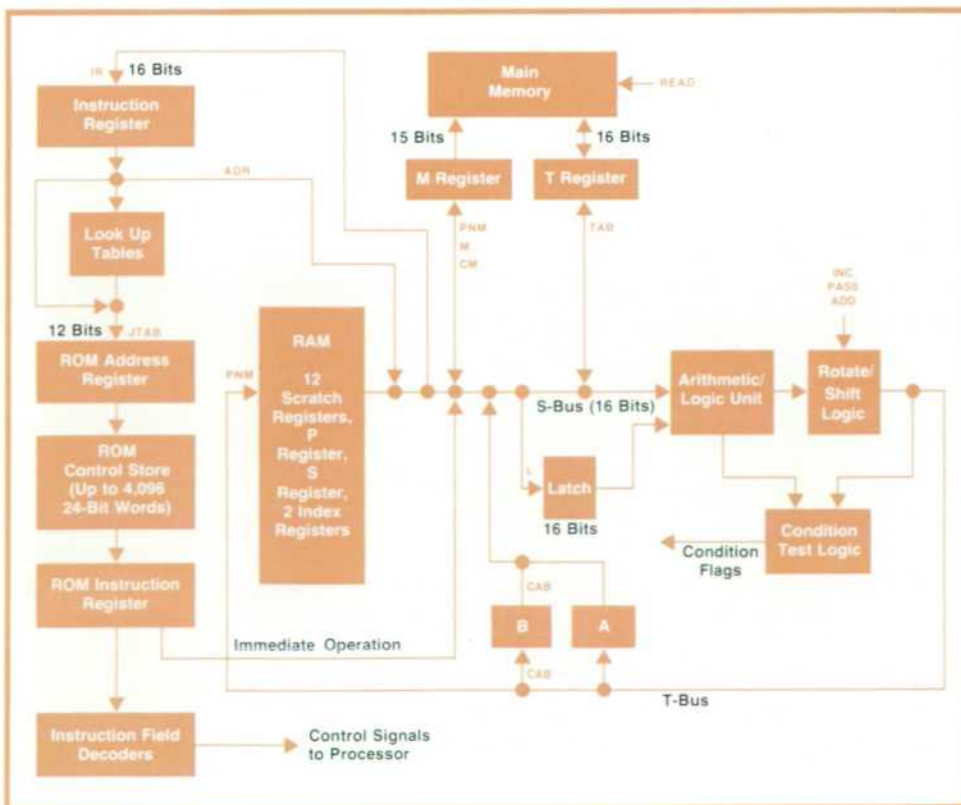 IR
16 Bits
Instruction
Register
ADR
Look Up
Tables
12 Bits
JTAB
ROM Address
Register
ROM
Control Store
(Up to 4,096
24-Bit Words)
ROM Instruction
Register
Immediate Operation
Instruction Field
Decoders
Control Signals
to Processor
Main
Memory
READ
15 Bits
16 Bits
M Register
T Register
PNM
M
CM
TAB
PNM
RAM
12
Scratch
Registers,
P
Register,
S
Register,
2 Index
Registers
S-Bus (16 Bits)
L
Latch
16 Bits
Arithmetic/
Logic Unit
INC
PASS
ADD
Rotate/
Shift
Logic
Condition
Test Logic
Condition
Flags
CAB
B
A
CAB
T-Bus